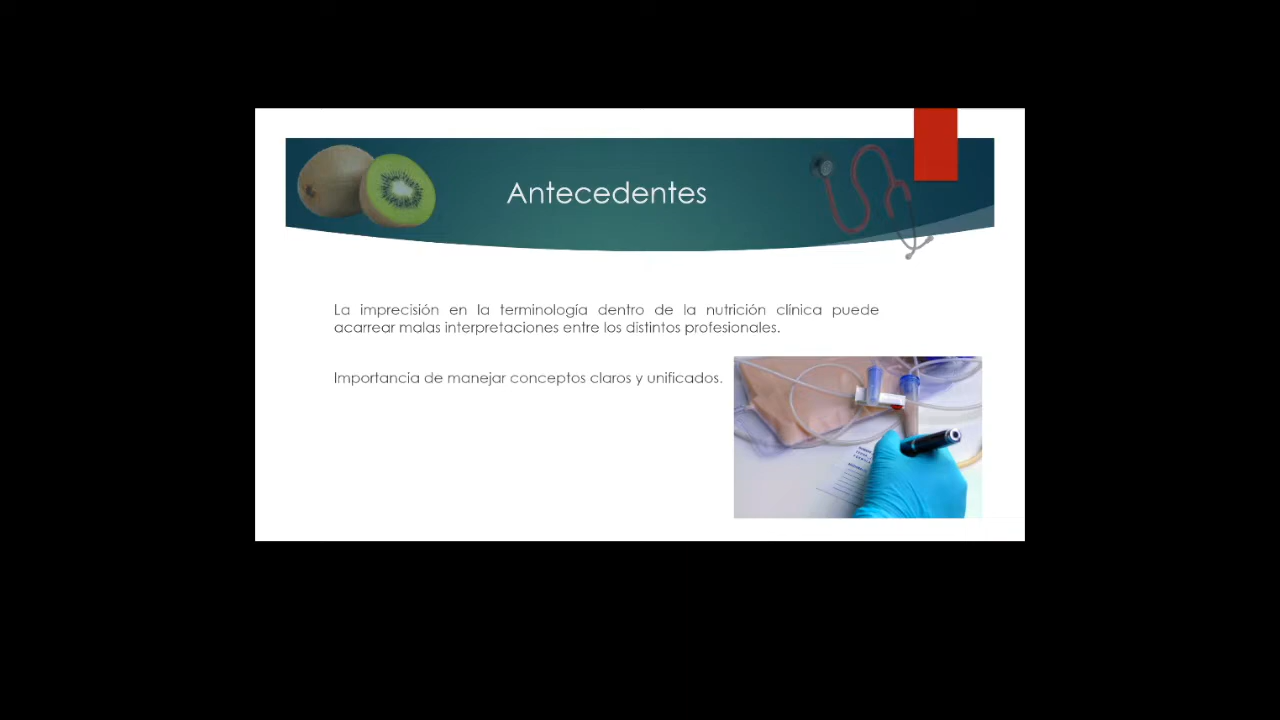 Antecedentes
La imprecisión en la terminología dentro de la nutrición clínica puede
acarrear malas interpretaciones entre los distintos profesionales.
Importancia de manejar conceptos claros y unificados.